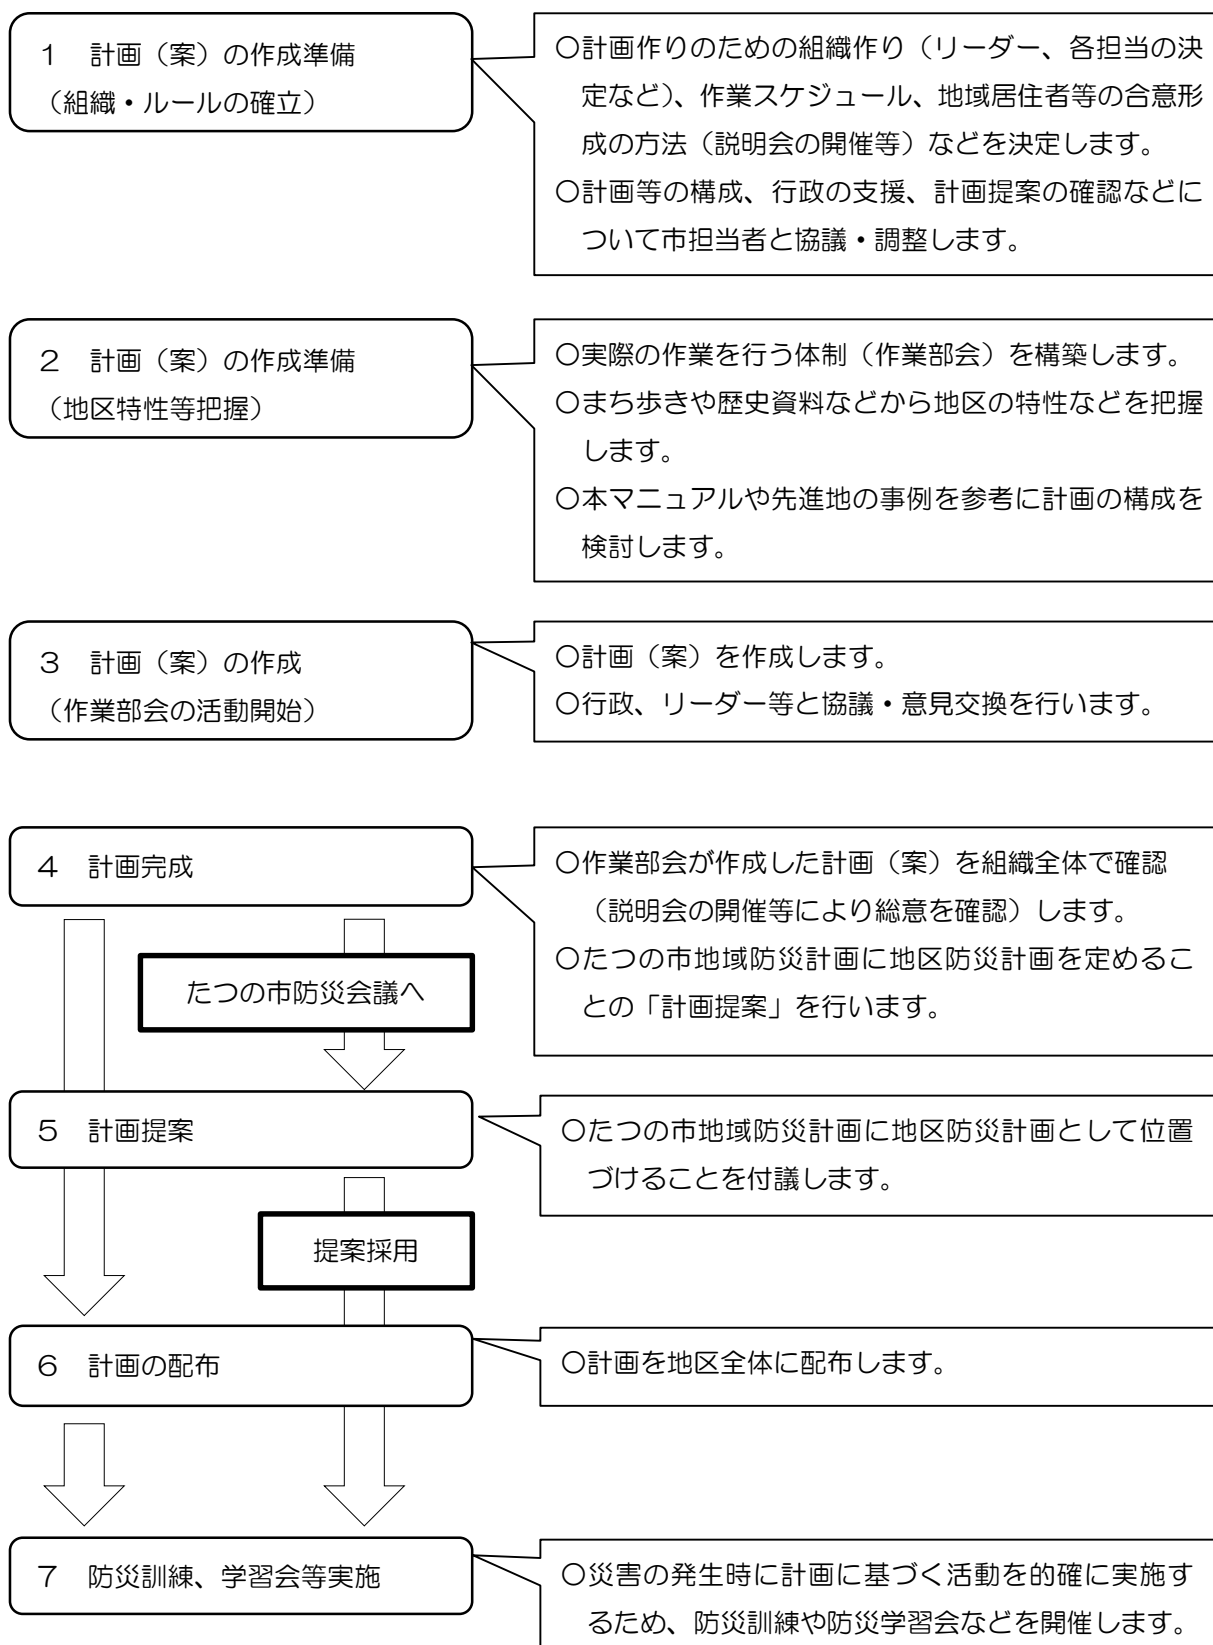 １　計画（案）の作成準備
（組織・ルールの確立）
〇計画作りのための組織作り（リーダー、各担当の決
定など）、作業スケジュール、地域居住者等の合意形
成の方法（説明会の開催等）などを決定します。
〇計画等の構成、行政の支援、計画提案の確認などに
ついて市担当者と協議・調整します。
２　計画（案）の作成準備
（地区特性等把握）
〇実際の作業を行う体制（作業部会）を構築します。
〇まち歩きや歴史資料などから地区の特性などを把握
します。
〇本マニュアルや先進地の事例を参考に計画の構成を
検討します。
３　計画（案）の作成
（作業部会の活動開始）
〇計画（案）を作成します。
〇行政、リーダー等と協議・意見交換を行います。
４　計画完成
〇作業部会が作成した計画（案）を組織全体で確認
（説明会の開催等により総意を確認）します。
〇たつの市地域防災計画に地区防災計画を定めるこ
との「計画提案」を行います。
たつの市防災会議へ
５　計画提案
〇たつの市地域防災計画に地区防災計画として位置
づけることを付議します。
提案採用
６　計画の配布
〇計画を地区全体に配布します。
７　防災訓練、学習会等実施
〇災害の発生時に計画に基づく活動を的確に実施す
るため、防災訓練や防災学習会などを開催します。